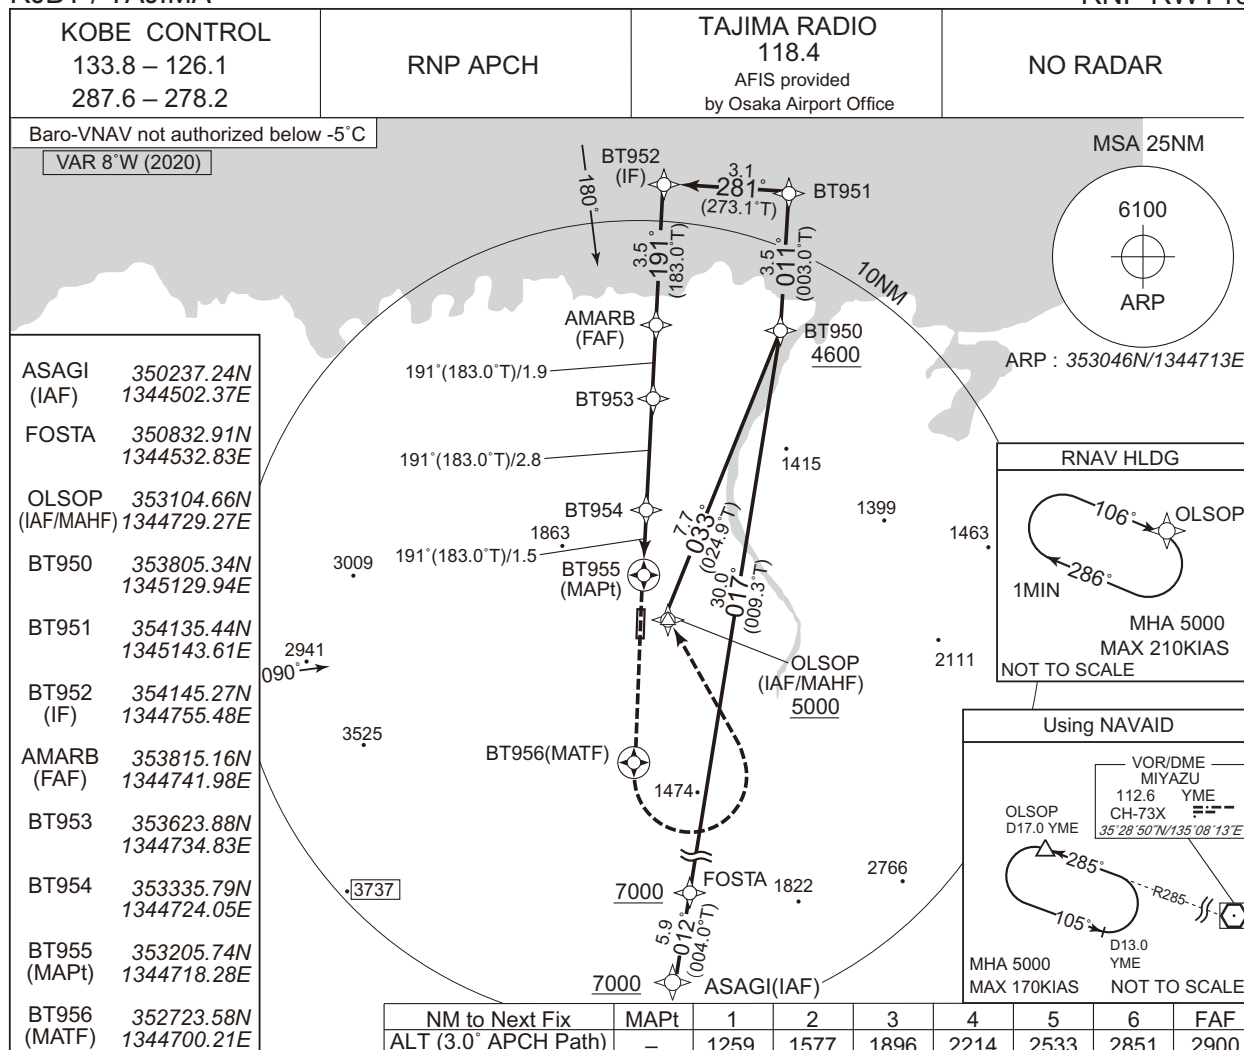 KOBE CONTROL
133.8 – 126.1
287.6 – 278.2
RNP APCH
TAJIMA RADIO
118.4
AFIS provided
by Osaka Airport Office
NO RADAR
Baro-VNAV not authorized below -5˚C
VAR 8˚W (2020)
MSA 25NM
6100
ARP
ARP : 353046N/1344713E
180˚
BT952
(IF)
3.1
281˚
(273.1˚T)
BT951
3.5
191˚
(183.0˚T)
3.5
011˚
(003.0˚T)
10NM
AMARB
(FAF)
BT950
4600
191˚(183.0˚T)/1.9
BT953
191˚(183.0˚T)/2.8
BT954
191˚(183.0˚T)/1.5
BT955
(MAPt)
1415
1399
1463
1863
3009
2941
090˚
3525
2111
7.7
033˚
(024.9˚T)
30.0
017˚
(009.3˚T)
OLSOP
(IAF/MAHF)
5000
BT956(MATF)
1474
3737
2766
1822
7000
FOSTA
5.9
012˚
(004.0˚T)
7000
ASAGI(IAF)
ASAGI 350237.24N
(IAF) 1344502.37E
FOSTA 350832.91N
1344532.83E
OLSOP 353104.66N
(IAF/MAHF) 1344729.27E
BT950 353805.34N
1345129.94E
BT951 354135.44N
1345143.61E
BT952 354145.27N
(IF) 1344755.48E
AMARB 353815.16N
(FAF) 1344741.98E
BT953 353623.88N
1344734.83E
BT954 353335.79N
1344724.05E
BT955 353205.74N
(MAPt) 1344718.28E
BT956 352723.58N
(MATF) 1344700.21E
RNAV HLDG
106˚
OLSOP
286˚
1MIN
MHA 5000
MAX 210KIAS
NOT TO SCALE
Using NAVAID
VOR/DME
MIYAZU
112.6 YME
CH-73X
35˚28´50˝N/135˚08´13˝E
OLSOP
D17.0 YME
285˚
R285
105˚
D13.0
YME
MHA 5000
MAX 170KIAS NOT TO SCALE
NM to Next Fix MAPt 1 2 3 4 5 6 FAF
ALT (3.0˚ APCH Path) – 1259 1577 1896 2214 2533 2851 2900